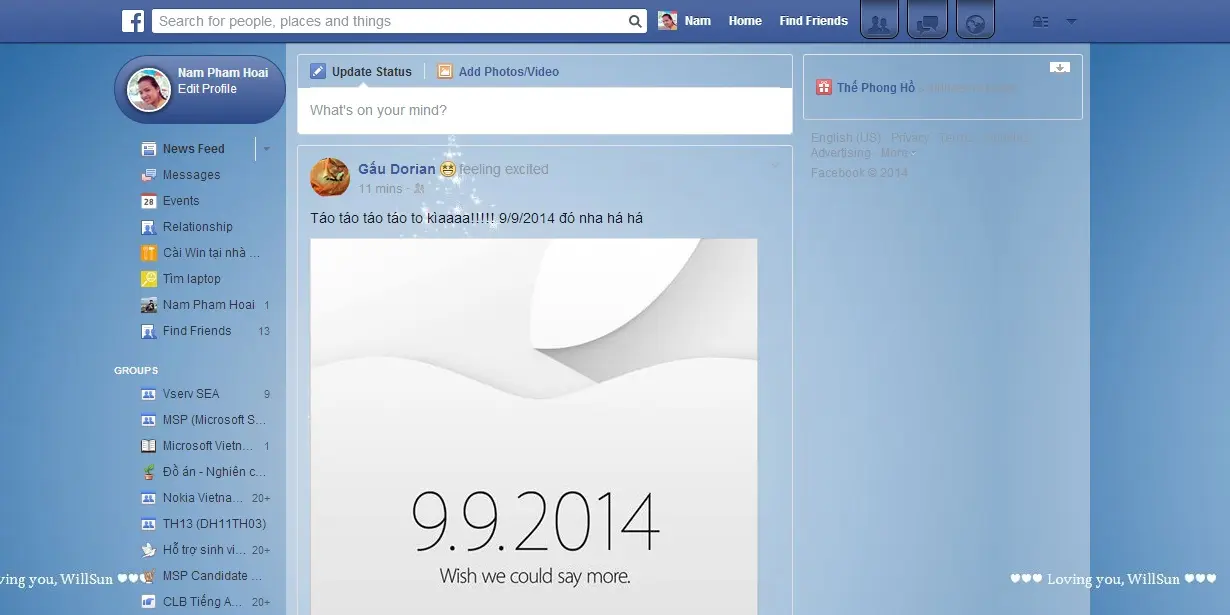 Search for people, places and things
Nam
Home
Find Friends
Nam Pham Hoai
Edit Profile
News Feed
Messages
28 Events
Relationship
Cài Win tại nhà ...
Tìm laptop
Nam Pham Hoai 1
Find Friends 13
GROUPS
Vserv SEA 9
MSP (Microsoft S...
Microsoft Vietn... 1
Đồ án - Nghiên c...
Nokia Vietna... 20+
TH13 (DH11TH03)
Hỗ trợ sinh vi... 20+
MSP Candidate ...
CLB Tiếng A... 20+
Update Status
Add Photos/Video
What's on your mind?
Gấu Dorian feeling excited
11 mins ·
Táo táo táo táo to kìaaaa!!!!! 9/9/2014 đó nha há há
9.9.2014
Wish we could say more.
Thế Phong Hồ
English (US) · Privacy · Terms ·
Advertising · More
Facebook © 2014
ving you, WillSun ♥♥
♥♥♥ Loving you, WillSun ♥♥♥